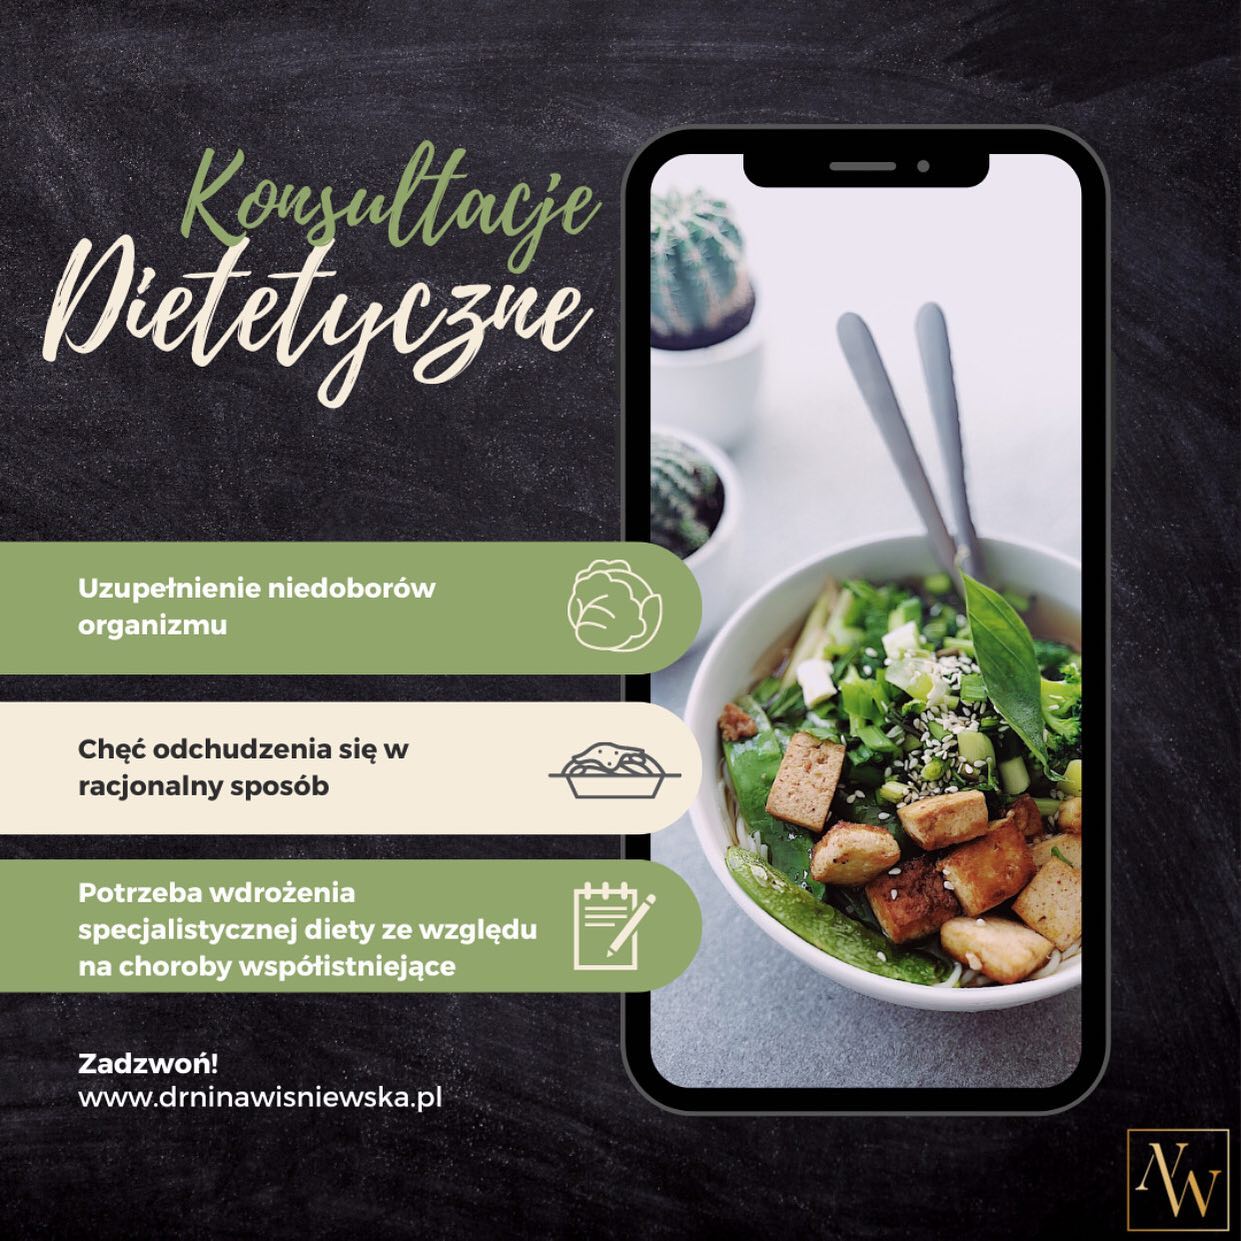 Konsultacje
Dietetyczne
Uzupełnienie niedoborów
organizmu
Chęć odchudzenia się w
racjonalny sposób
Potrzeba wdrożenia
specjalistycznej diety ze względu
na choroby współistniejące
Zadzwoń!
www.drninawisniewska.pl
NW